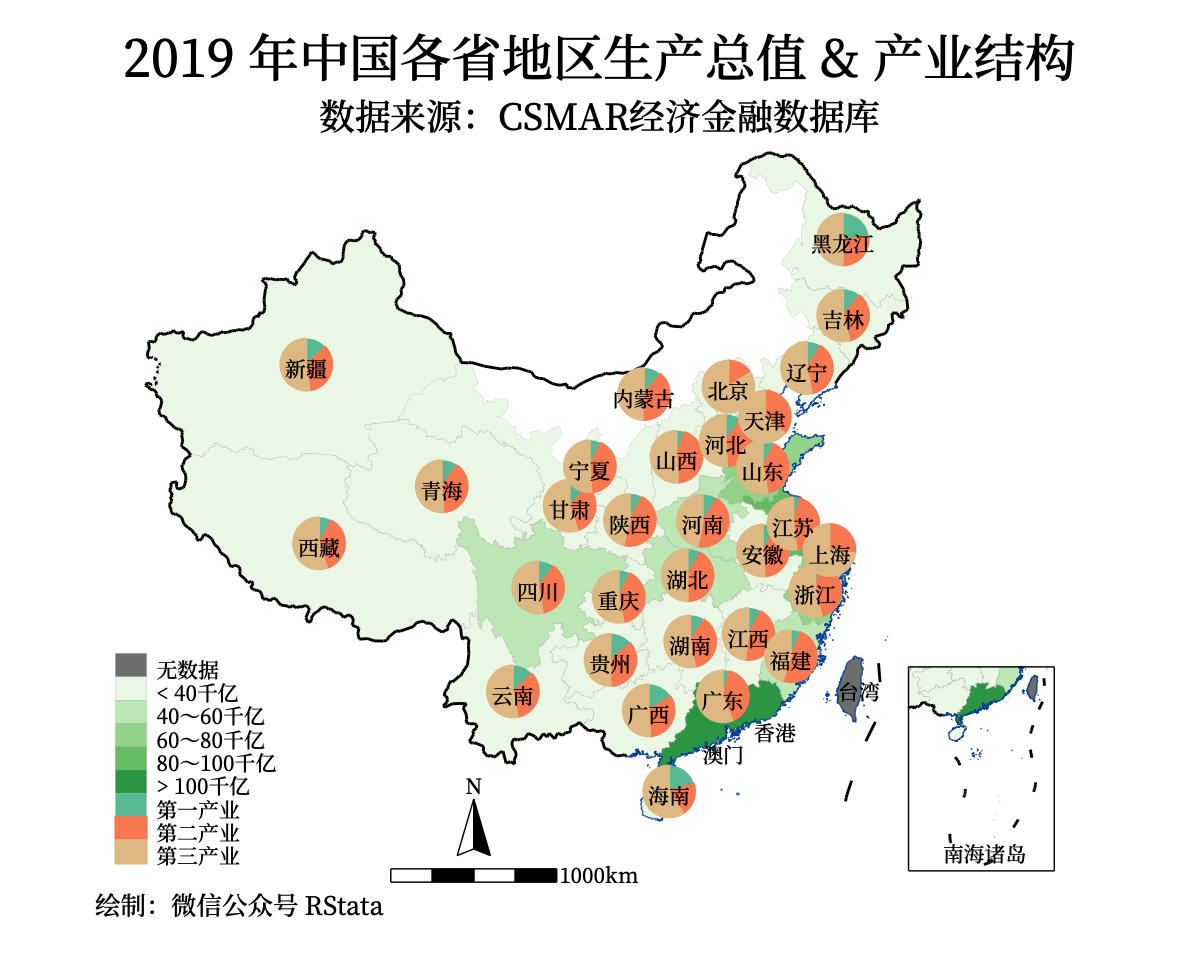 2019 年中国各省地区生产总值 & 产业结构
数据来源：CSMAR经济金融数据库
黑龙江
吉林
新疆
辽宁
内蒙古
北京
天津
河北
山西
山东
宁夏
青海
甘肃
陕西
河南
江苏
西藏
安徽
上海
四川
重庆
湖北
浙江
湖南
江西
贵州
福建
云南
广西
广东
台湾
香港
澳门
海南
无数据
< 40千亿
40～60千亿
60～80千亿
80～100千亿
> 100千亿
第一产业
第二产业
第三产业
N
1000km
南海诸岛
绘制：微信公众号 RStata